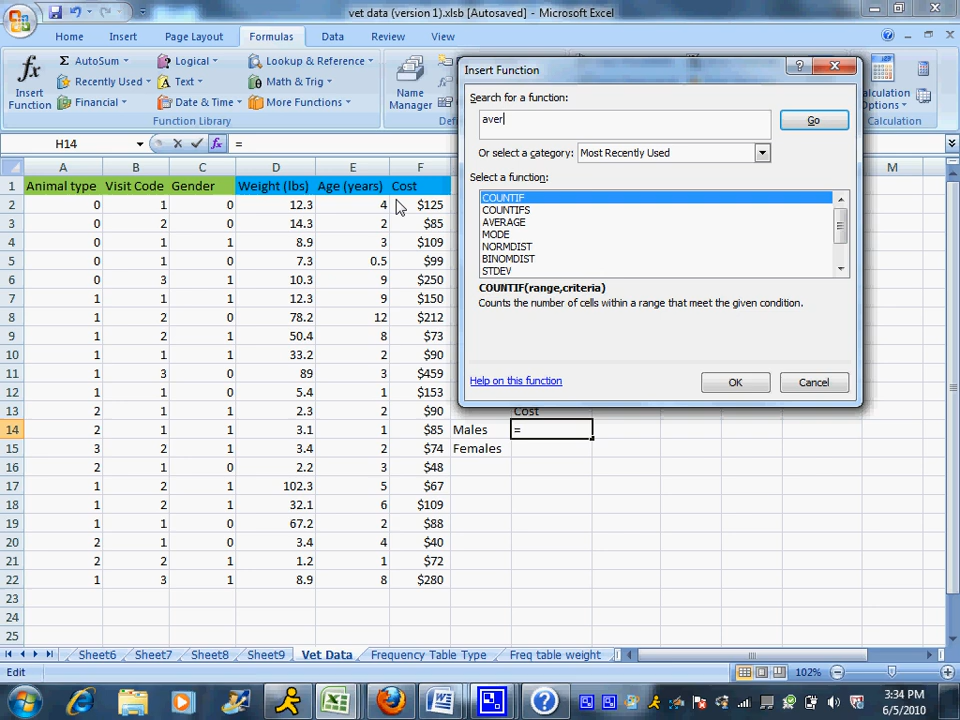 vet data (version 1).xlsb [Autosaved] - Microsoft Excel
Home Insert Page Layout Formulas Data Review View
fx Insert Function
Σ AutoSum
Recently Used
Financial
Logical
Text
Date & Time
Lookup & Reference
Math & Trig
More Functions
Function Library
Name Manager
Calculation Options
Calculation
H14 fx =
A B C D E F M
1 Animal type Visit Code Gender Weight (lbs) Age (years) Cost
2 0 1 0 12.3 4 $125
3 0 2 0 14.3 2 $85
4 0 1 1 8.9 3 $109
5 0 1 0 7.3 0.5 $99
6 0 3 1 10.3 9 $250
7 1 1 1 12.3 9 $150
8 1 2 0 78.2 12 $212
9 1 2 1 50.4 8 $73
10 1 1 0 33.2 2 $90
11 1 3 0 89 3 $459
12 1 1 0 5.4 1 $153
13 2 1 0 2.3 2 $90 Cost
14 2 1 1 3.1 1 $85 Males =
15 3 2 1 3.4 2 $74 Females
16 2 1 0 2.2 3 $48
17 1 2 1 102.3 5 $67
18 1 2 1 32.1 6 $109
19 1 1 0 67.2 2 $88
20 2 1 0 3.4 4 $40
21 2 2 1 1.2 1 $72
22 1 3 1 8.9 8 $280
23
24
25
Insert Function
Search for a function:
aver
Go
Or select a category: Most Recently Used
Select a function:
COUNTIF
COUNTIFS
AVERAGE
MODE
NORMDIST
BINOMDIST
STDEV
COUNTIF(range,criteria)
Counts the number of cells within a range that meet the given condition.
Help on this function
OK Cancel
Sheet6 Sheet7 Sheet8 Sheet9 Vet Data Frequency Table Type Freq table weight
Edit 102%
3:34 PM
6/5/2010